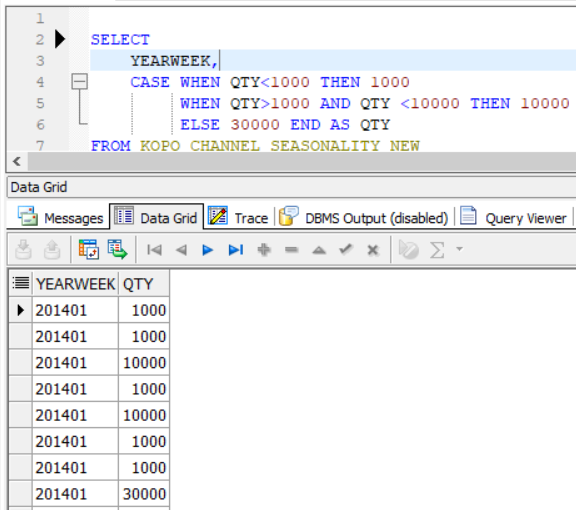 1
2 SELECT
3 YEARWEEK,
4 CASE WHEN QTY<1000 THEN 1000
5 WHEN QTY>1000 AND QTY <10000 THEN 10000
6 ELSE 30000 END AS QTY
7 FROM KOPO_CHANNEL_SEASONALITY_NEW
Data Grid
Messages Data Grid Trace DBMS Output (disabled) Query Viewer
YEARWEEK QTY
201401 1000
201401 1000
201401 10000
201401 1000
201401 10000
201401 1000
201401 1000
201401 30000